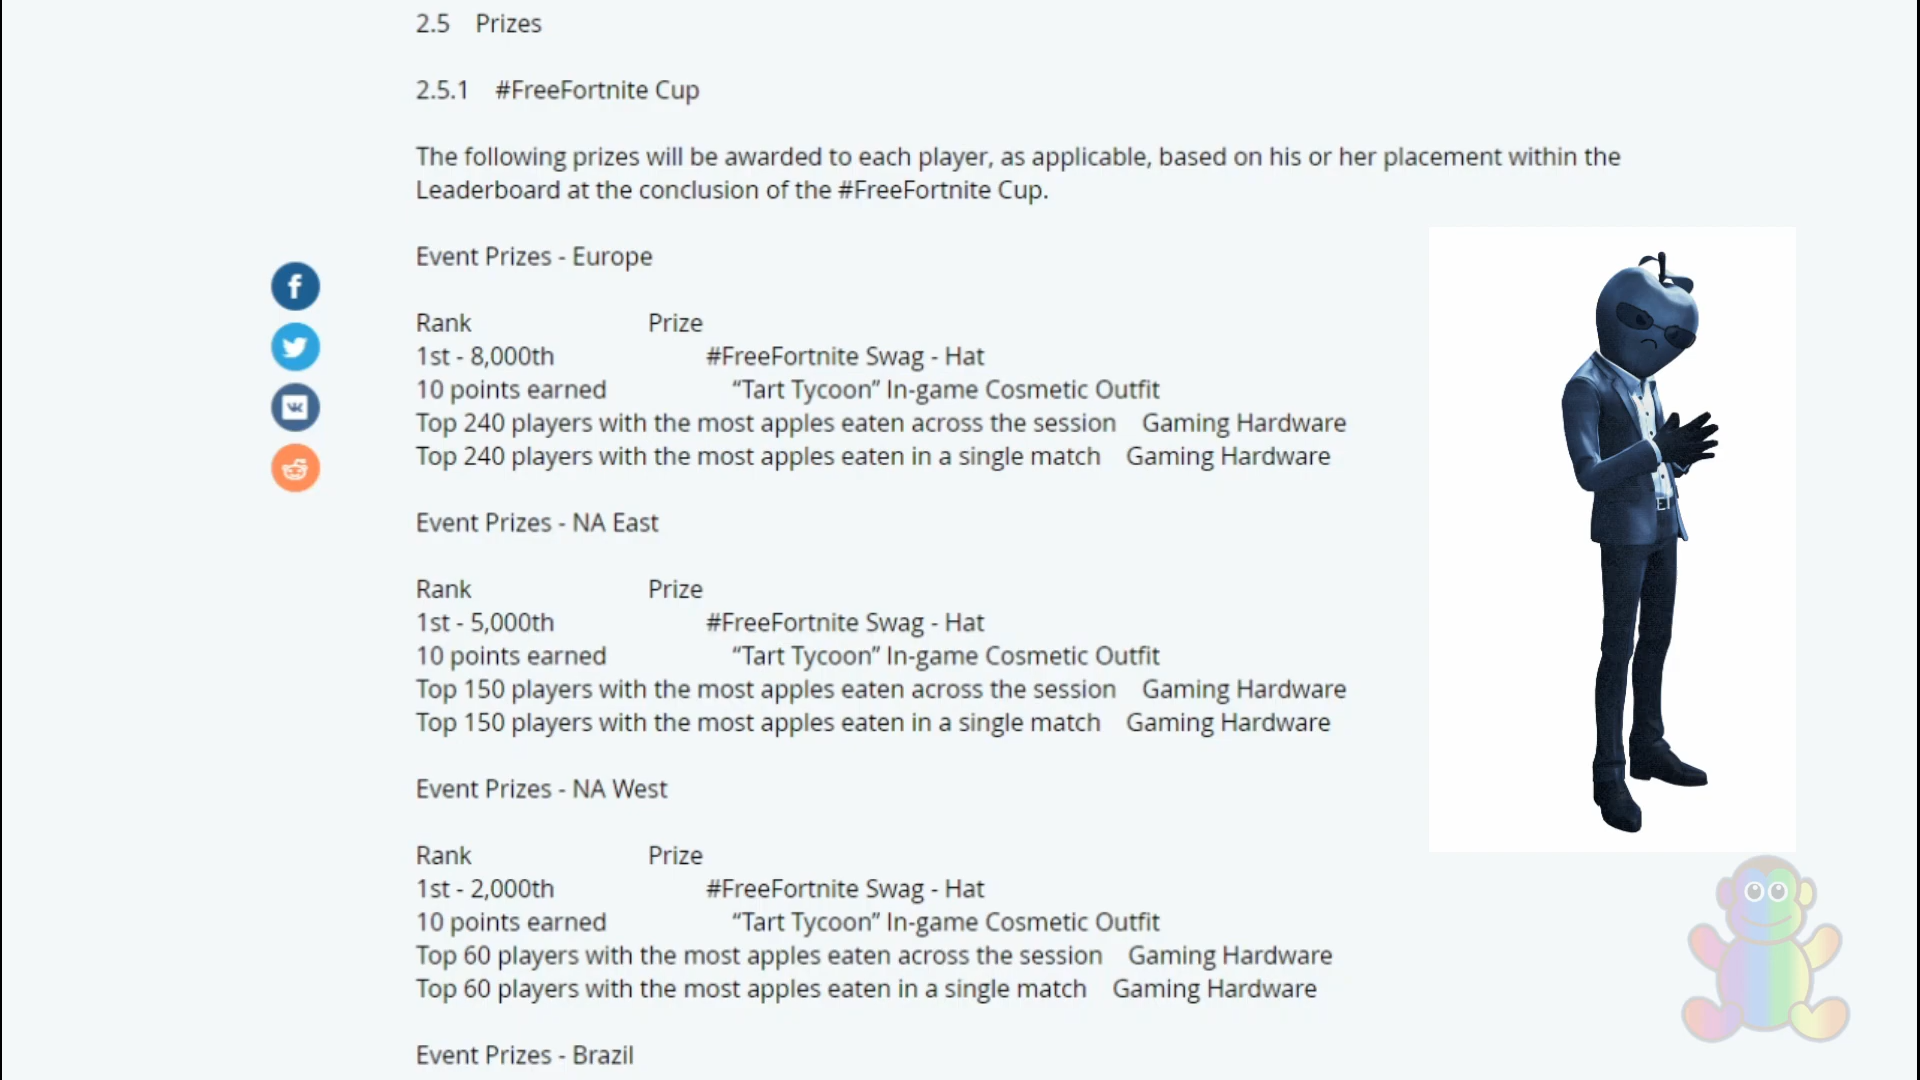 2.5 Prizes
2.5.1 #FreeFortnite Cup
The following prizes will be awarded to each player, as applicable, based on his or her placement within the
Leaderboard at the conclusion of the #FreeFortnite Cup.
Event Prizes - Europe
Rank Prize
1st - 8,000th #FreeFortnite Swag - Hat
10 points earned “Tart Tycoon” In-game Cosmetic Outfit
Top 240 players with the most apples eaten across the session Gaming Hardware
Top 240 players with the most apples eaten in a single match Gaming Hardware
Event Prizes - NA East
Rank Prize
1st - 5,000th #FreeFortnite Swag - Hat
10 points earned “Tart Tycoon” In-game Cosmetic Outfit
Top 150 players with the most apples eaten across the session Gaming Hardware
Top 150 players with the most apples eaten in a single match Gaming Hardware
Event Prizes - NA West
Rank Prize
1st - 2,000th #FreeFortnite Swag - Hat
10 points earned “Tart Tycoon” In-game Cosmetic Outfit
Top 60 players with the most apples eaten across the session Gaming Hardware
Top 60 players with the most apples eaten in a single match Gaming Hardware
Event Prizes - Brazil